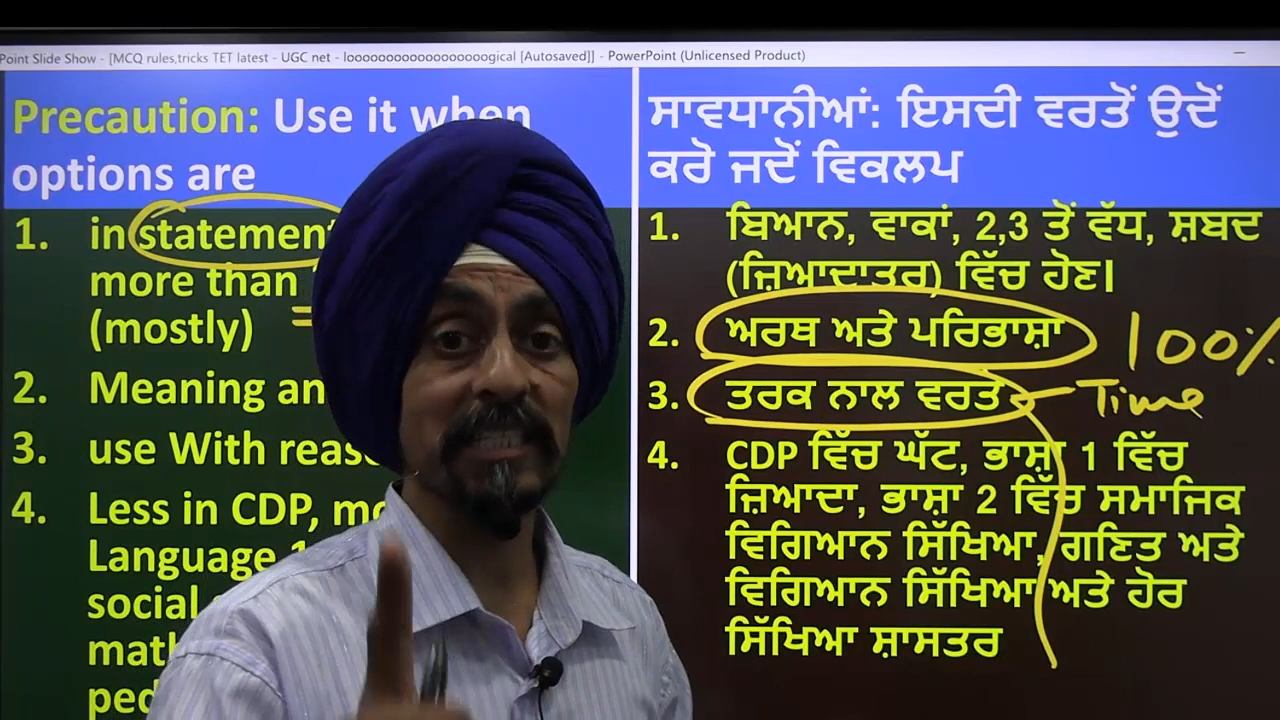 Point Slide Show - [MCQ rules,tricks TET latest - UGC net - loooooooooooooooooogical [Autosaved]] - PowerPoint (Unlicensed Product)
Precaution: Use it when
options are
1. in statement
more than
(mostly)
2. Meaning an
3. use With reas
4. Less in CDP, mo
Language 1
social
math
ped
ਸਾਵਧਾਨੀਆਂ: ਇਸਦੀ ਵਰਤੋਂ ਉਦੋਂ
ਕਰੋ ਜਦੋਂ ਵਿਕਲਪ
1. ਬਿਆਨ, ਵਾਕਾਂ, 2,3 ਤੋਂ ਵੱਧ, ਸ਼ਬਦ
(ਜ਼ਿਆਦਾਤਰ) ਵਿੱਚ ਹੋਣ।
2. ਅਰਥ ਅਤੇ ਪਰਿਭਾਸ਼ਾ 100%
3. ਤਰਕ ਨਾਲ ਵਰਤੋ Time
4. CDP ਵਿੱਚ ਘੱਟ, ਭਾਸ਼ਾ 1 ਵਿੱਚ
ਜ਼ਿਆਦਾ, ਭਾਸ਼ਾ 2 ਵਿੱਚ ਸਮਾਜਿਕ
ਵਿਗਿਆਨ ਸਿੱਖਿਆ, ਗਣਿਤ ਅਤੇ
ਵਿਗਿਆਨ ਸਿੱਖਿਆ ਅਤੇ ਹੋਰ
ਸਿੱਖਿਆ ਸ਼ਾਸਤਰ